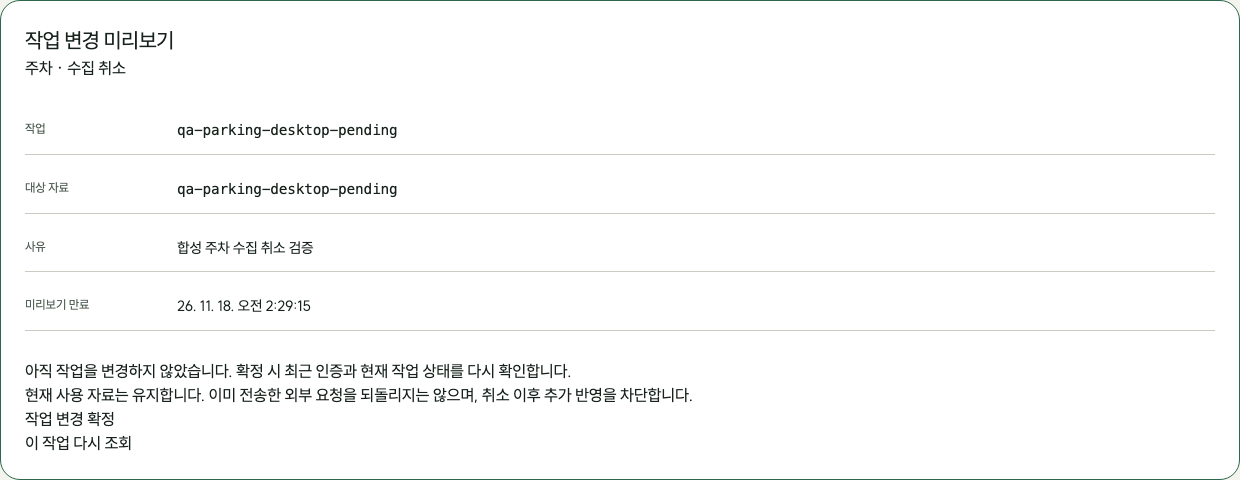 작업 변경 미리보기
주차 · 수집 취소
작업 qa-parking-desktop-pending
대상 자료 qa-parking-desktop-pending
사유 합성 주차 수집 취소 검증
미리보기 만료 26. 11. 18. 오전 2:29:15
아직 작업을 변경하지 않았습니다. 확정 시 최근 인증과 현재 작업 상태를 다시 확인합니다.
현재 사용 자료는 유지합니다. 이미 전송한 외부 요청을 되돌리지는 않으며, 취소 이후 추가 반영을 차단합니다.
작업 변경 확정
이 작업 다시 조회